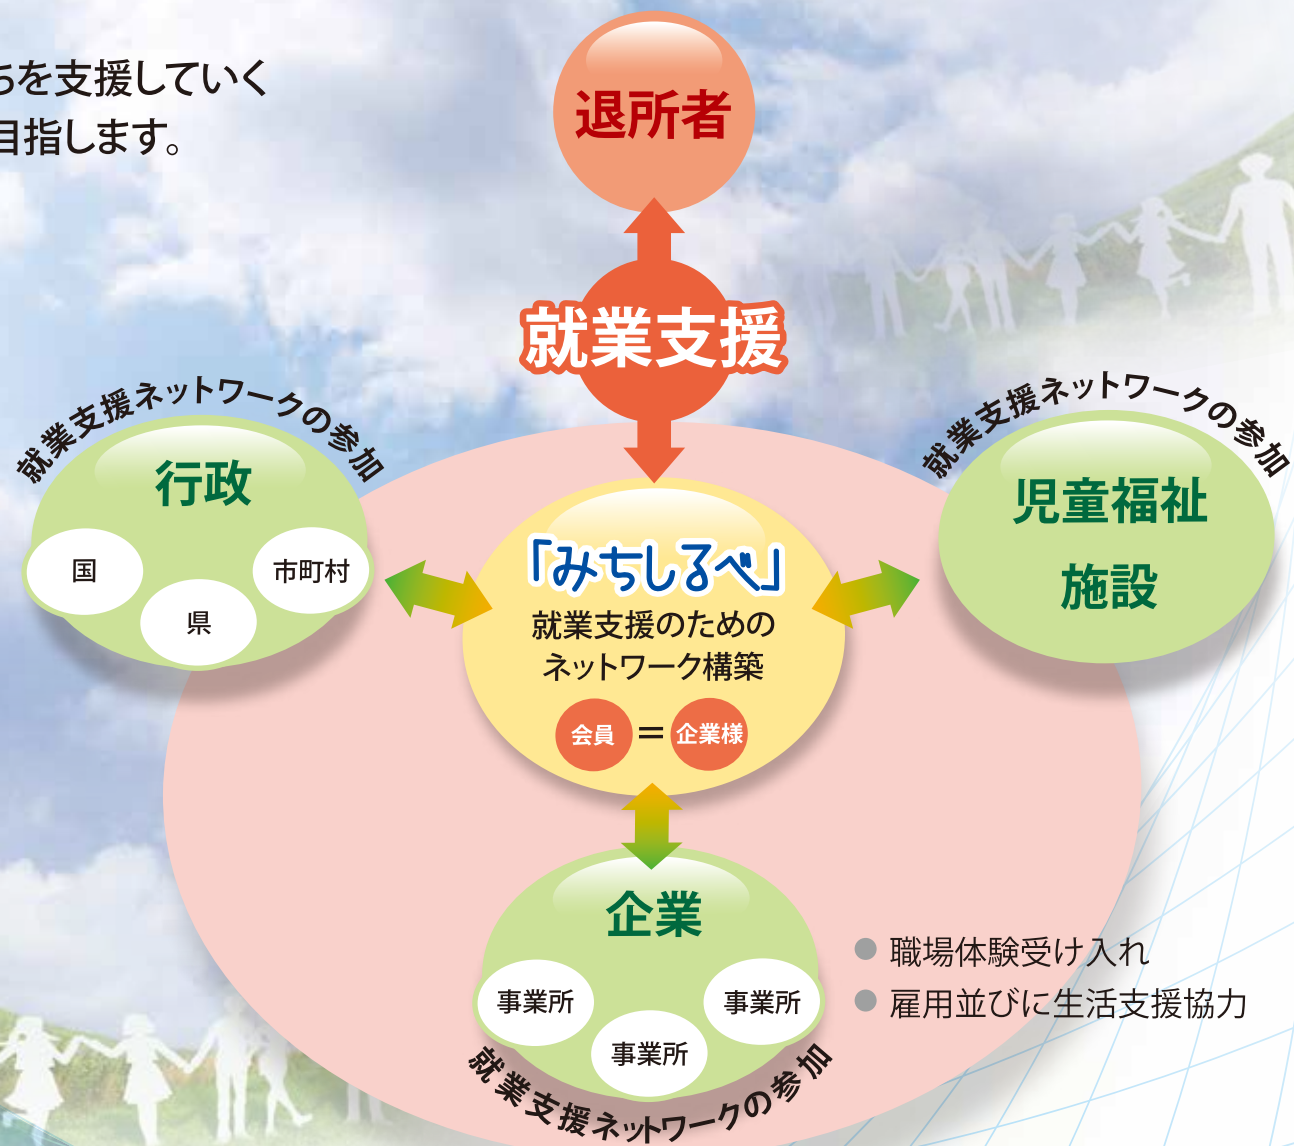 ちを支援していく
目指します。
退所者
就業支援
就業支援ネットワークの参加
行政
国
県
市町村
就業支援ネットワークの参加
児童福祉
施設
「みちしるべ」
就業支援のための
ネットワーク構築
会員＝企業様
企業
事業所
事業所
事業所
就業支援ネットワークの参加
● 職場体験受け入れ
● 雇用並びに生活支援協力